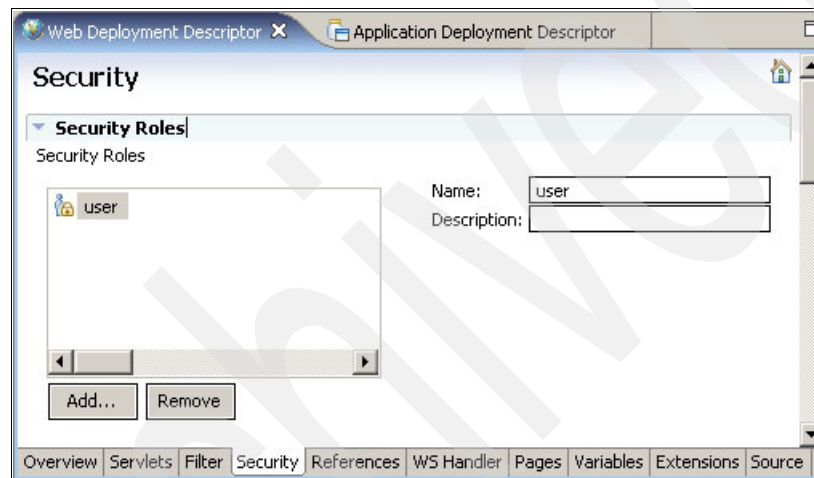 Web Deployment Descriptor Application Deployment Descriptor
Security
Security Roles
Security Roles
user
Name: user
Description:
Add... Remove
Overview Servlets Filter Security References WS Handler Pages Variables Extensions Source